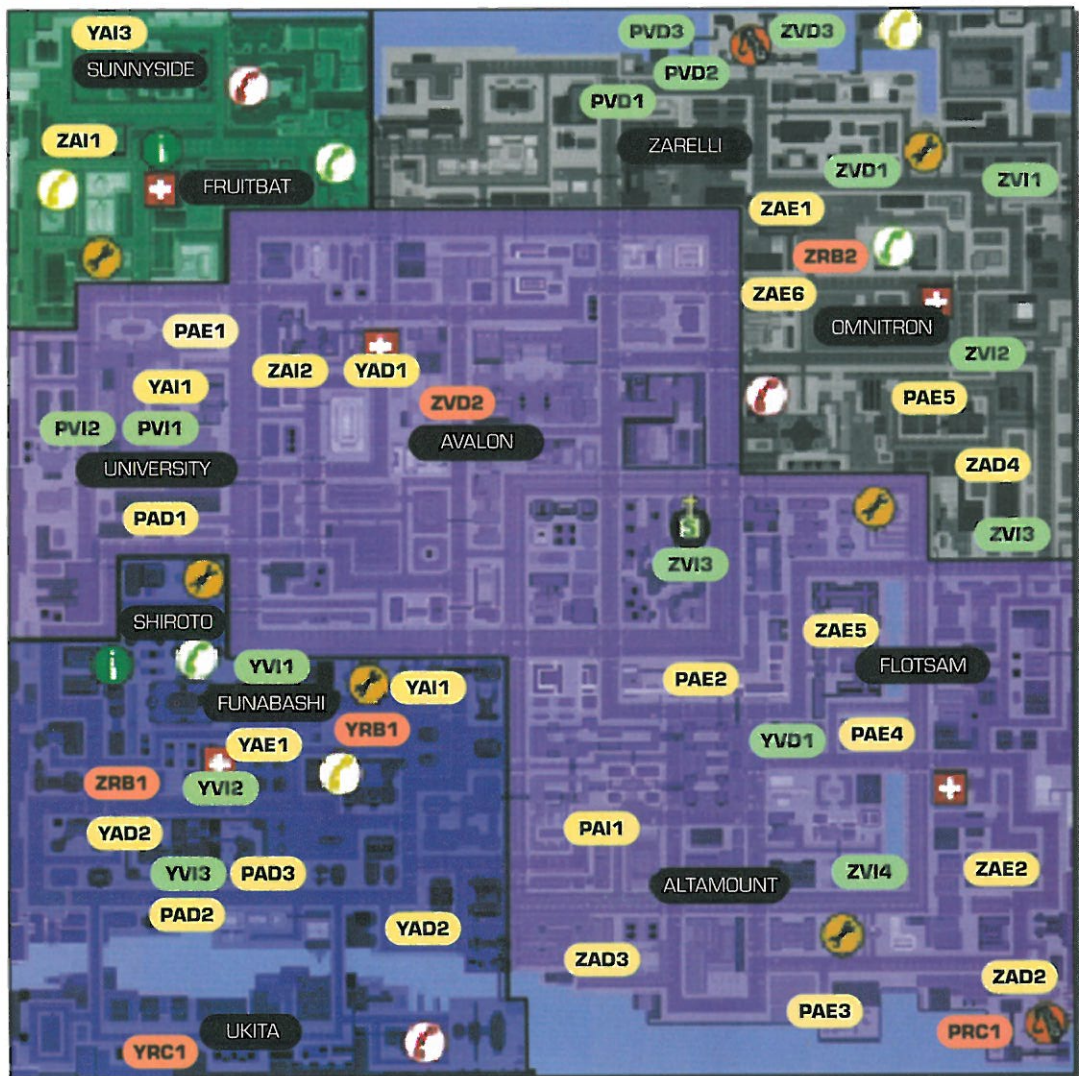 YAI3
SUNNYSIDE
PVD3
ZVD3
PVD2
PVD1
ZAI1
ZARELLI
FRUITBAT
ZVD1
ZVI1
ZAE1
ZRB2
ZAE6
OMNITRON
PAE1
ZAI2
YAD1
ZVI2
YAI1
ZVD2
PAE5
PVI2
PVI1
AVALON
UNIVERSITY
ZAD4
PAD1
S
ZVI3
ZVI3
SHIROTO
ZAE5
YVI1
FLOTSAM
FUNABASHI
YAI1
PAE2
YRB1
YAE1
YVD1
PAE4
ZRB1
YVI2
YAD2
PAI1
YVI3
PAD3
ALTAMOUNT
ZVI4
ZAE2
PAD2
YAD2
ZAD3
ZAD2
PAE3
UKITA
PRC1
YRC1